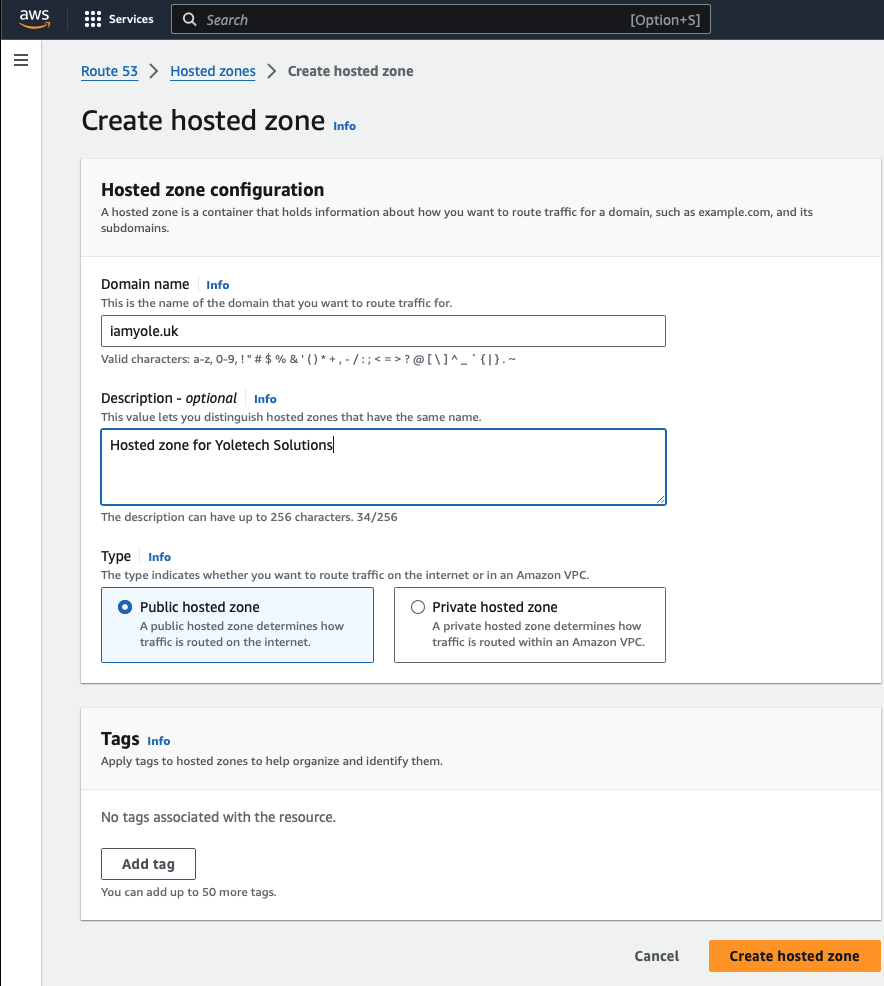 aws
Services
Search
[Option+S]
Route 53 > Hosted zones > Create hosted zone
Create hosted zone Info
Hosted zone configuration
A hosted zone is a container that holds information about how you want to route traffic for a domain, such as example.com, and its
subdomains.
Domain name Info
This is the name of the domain that you want to route traffic for.
iamyole.uk
Valid characters: a-z, 0-9, ! " # $ % & ' ( ) * + , - / : ; < = > ? @ [ \ ] ^ _ ` { | } . ~
Description - optional Info
This value lets you distinguish hosted zones that have the same name.
Hosted zone for Yoletech Solutions
The description can have up to 256 characters. 34/256
Type Info
The type indicates whether you want to route traffic on the internet or in an Amazon VPC.
Public hosted zone
A public hosted zone determines how
traffic is routed on the internet.
Private hosted zone
A private hosted zone determines how
traffic is routed within an Amazon VPC.
Tags Info
Apply tags to hosted zones to help organize and identify them.
No tags associated with the resource.
Add tag
You can add up to 50 more tags.
Cancel
Create hosted zone